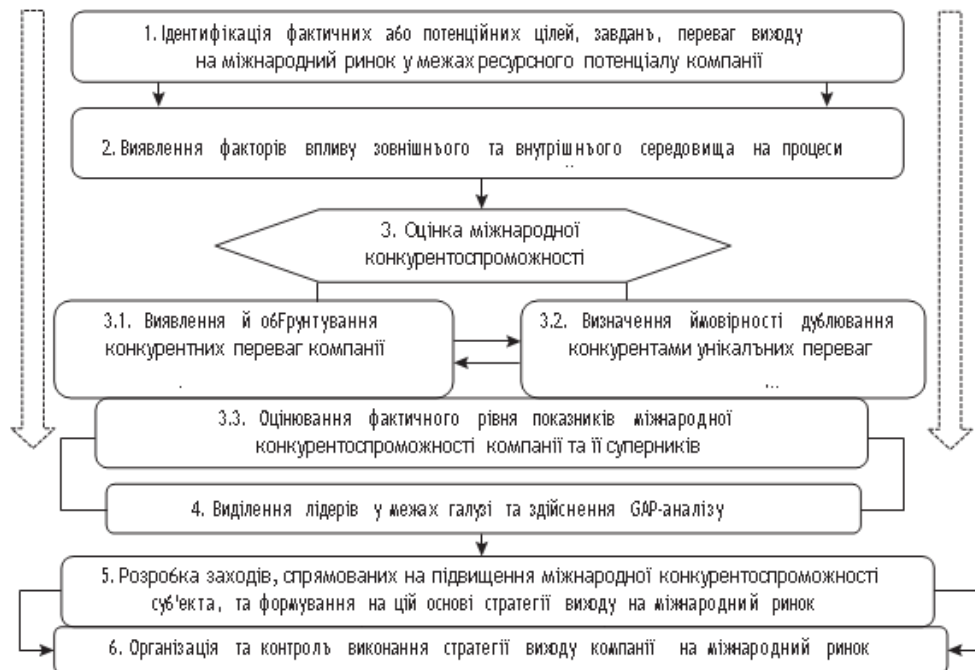 1. Ідентифікація фактичних або потенційних цілей, завдань, переваг виходу
на міжнародний ринок у межах ресурсного потенціалу компанії
2. Виявлення факторів впливу зовнішнъого та внутрішнъого середовища на процеси
3. Оцінка міжнародної
конкурентоспроможності
3.1. Виявлення й обҐрунтування
конкурентних переваг компанії
.
3.2. Визначення ймовірності дублювання
конкурентами унікалъних переваг
...
3.3. Оцінювання фактичного рівня показників міжнародної
конкурентоспроможності компанії та її суперників
4. Виділення лідерів у межах галузі та здійснення GAP-аналізу
5. Розробка заходів, спрямованих на підвищення міжнародної конкурентоспроможності
суб'єкта, та формування на цій основі стратегії виходу на міжнародний ринок
6. Організація та контролъ виконання стратегії виходу компанії на міжнародний ринок